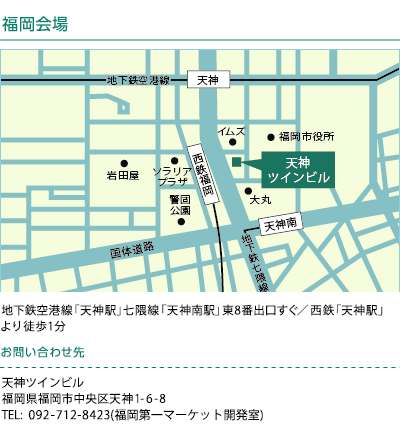 福岡会場
地下鉄空港線
天神
イムズ
福岡市役所
天神
ツインビル
岩田屋
ソラリア
プラザ
西鉄福岡
警固
公園
大丸
天神南
国体道路
地下鉄七隈線
地下鉄空港線「天神駅」七隈線「天神南駅」東8番出口すぐ／西鉄「天神駅」
より徒歩1分
お問い合わせ先
天神ツインビル
福岡県福岡市中央区天神1-6-8
TEL: 092-712-8423(福岡第一マーケット開発室)